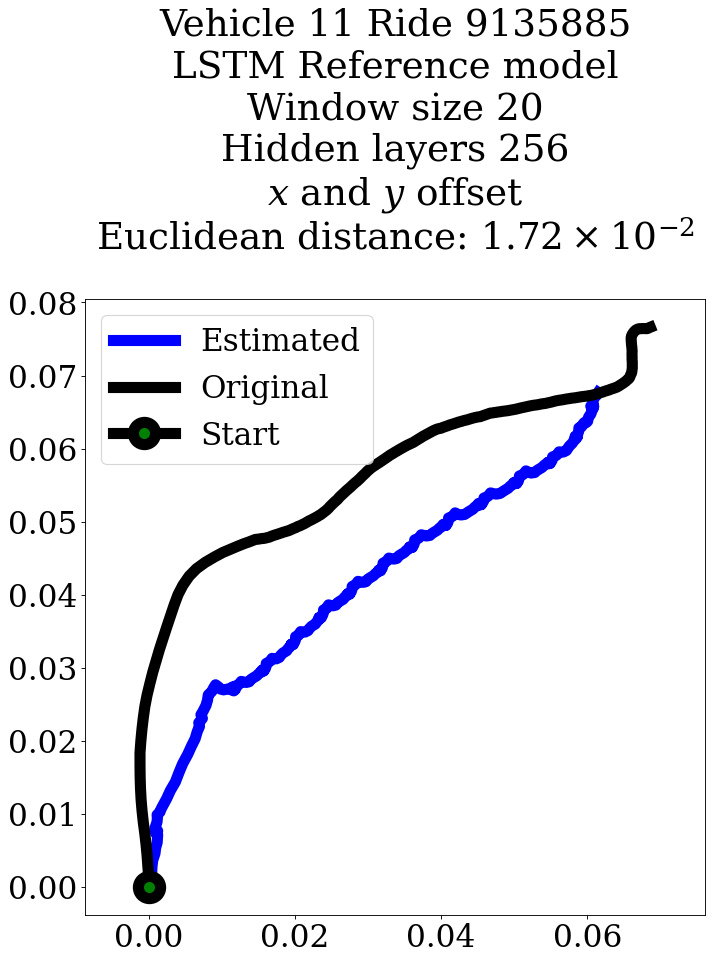 Vehicle 11 Ride 9135885
LSTM Reference model
Window size 20
Hidden layers 256
x and y offset
Euclidean distance: 1.72 × 10⁻²
Estimated
Original
Start
0.08
0.07
0.06
0.05
0.04
0.03
0.02
0.01
0.00
0.00 0.02 0.04 0.06